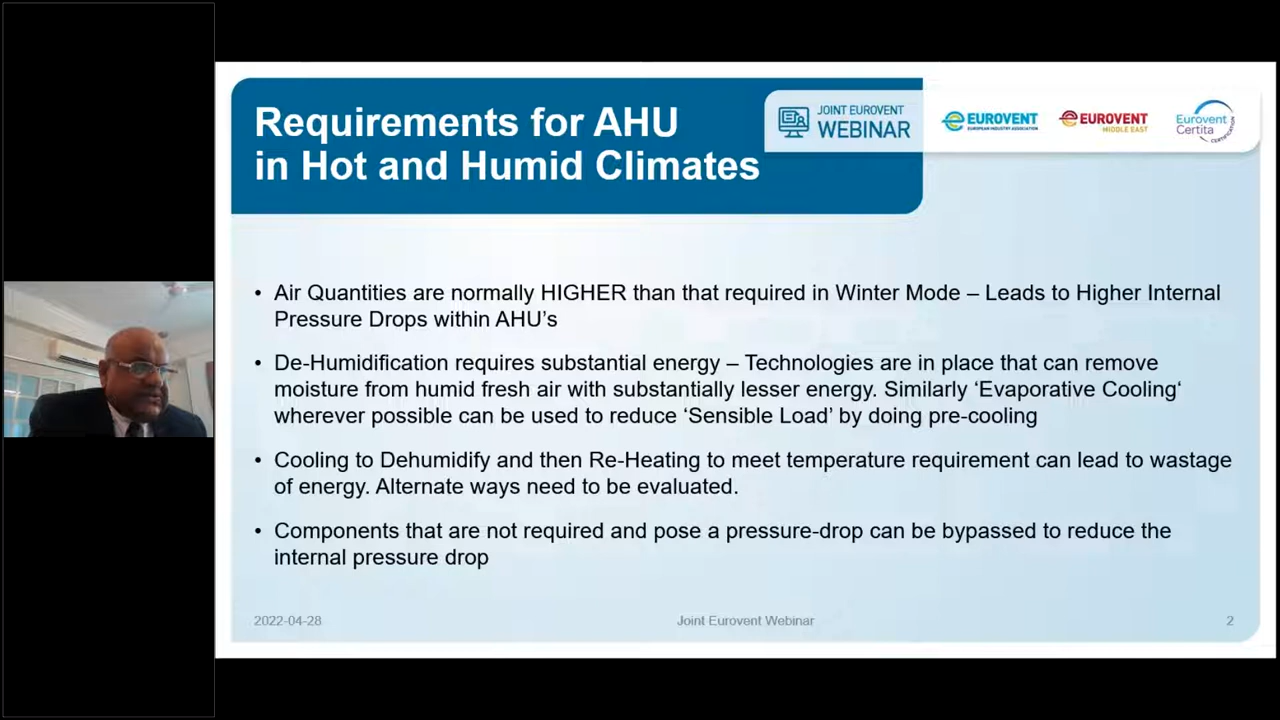 Requirements for AHU
in Hot and Humid Climates
JOINT EUROVENT
WEBINAR
EUROVENT
EUROPEAN INDUSTRY ASSOCIATION
EUROVENT
MIDDLE EAST
Eurovent
Certita
CERTIFICATION
• Air Quantities are normally HIGHER than that required in Winter Mode – Leads to Higher Internal
Pressure Drops within AHU’s
• De-Humidification requires substantial energy – Technologies are in place that can remove
moisture from humid fresh air with substantially lesser energy. Similarly ‘Evaporative Cooling‘
wherever possible can be used to reduce ‘Sensible Load’ by doing pre-cooling
• Cooling to Dehumidify and then Re-Heating to meet temperature requirement can lead to wastage
of energy. Alternate ways need to be evaluated.
• Components that are not required and pose a pressure-drop can be bypassed to reduce the
internal pressure drop
2022-04-28
Joint Eurovent Webinar
2